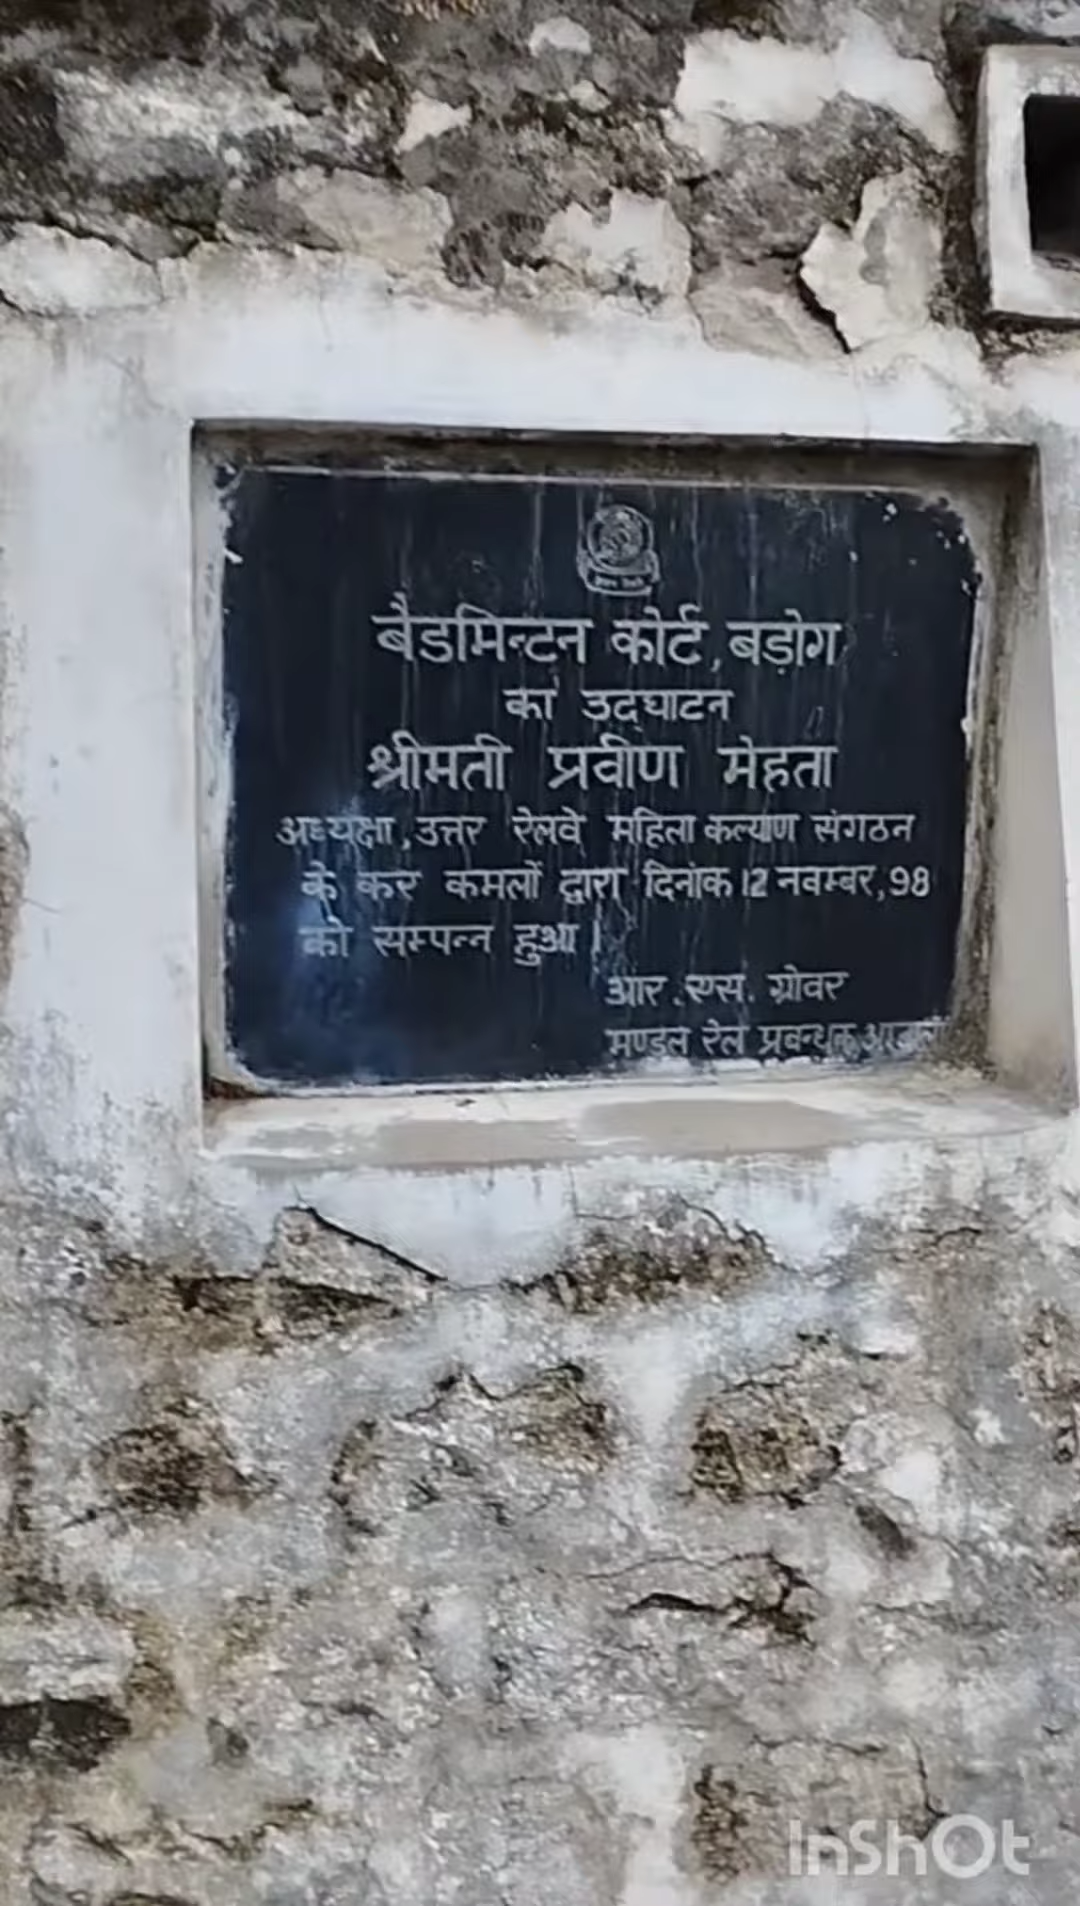 बैडमिन्टन कोर्ट, बड़ोग
का उद्घाटन
श्रीमती प्रवीण मेहता
अध्यक्षा, उत्तर रेलवे महिला कल्याण संगठन
के कर कमलों द्वारा दिनांक 12 नवम्बर, 98
को सम्पन्न हुआ।
आर. एस. ग्रोवर
मण्डल रेल प्रबन्धक
InShOt